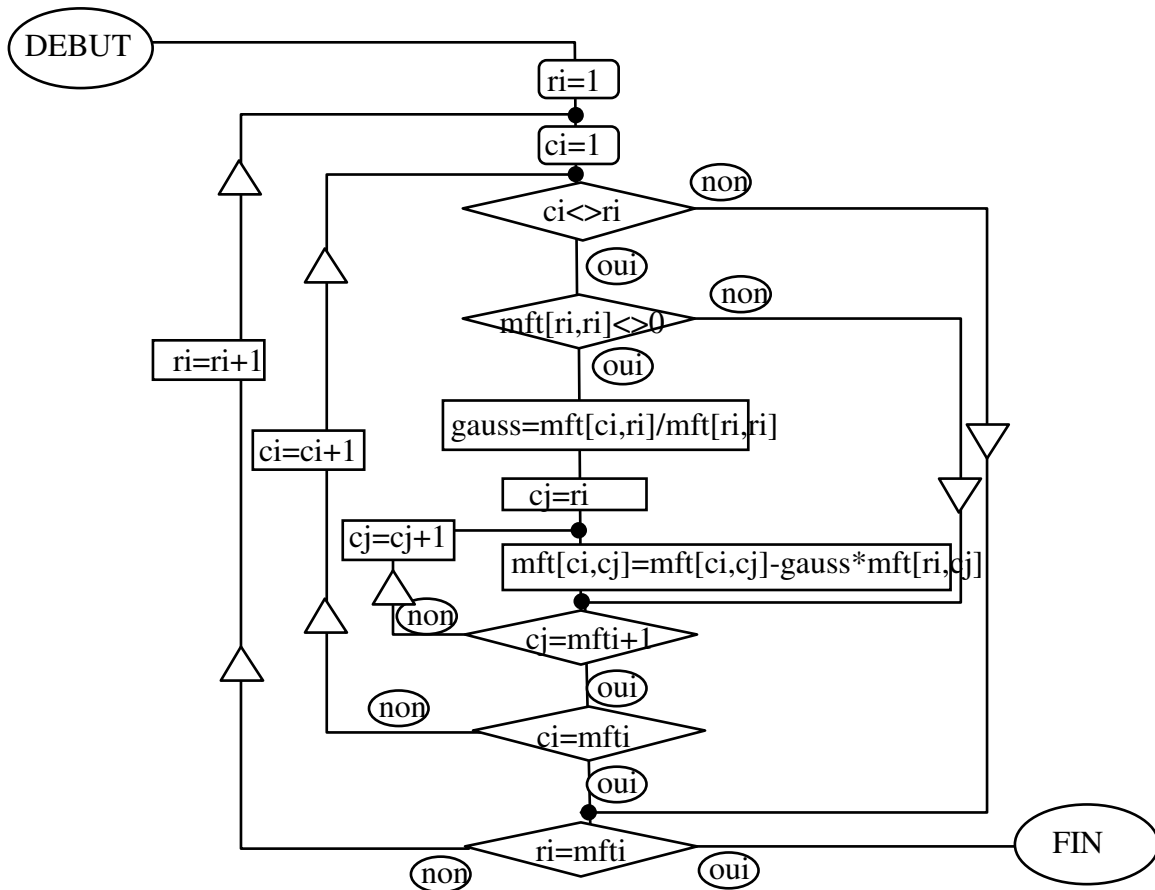 DEBUT
ri=1
ci=1
non
ci<>ri
oui
non
mft[ri,ri]<>0
oui
ri=ri+1
gauss=mft[ci,ri]/mft[ri,ri]
ci=ci+1
cj=ri
cj=cj+1
mft[ci,cj]=mft[ci,cj]-gauss*mft[ri,cj]
non
cj=mfti+1
oui
non
ci=mfti
oui
ri=mfti
FIN
non
oui